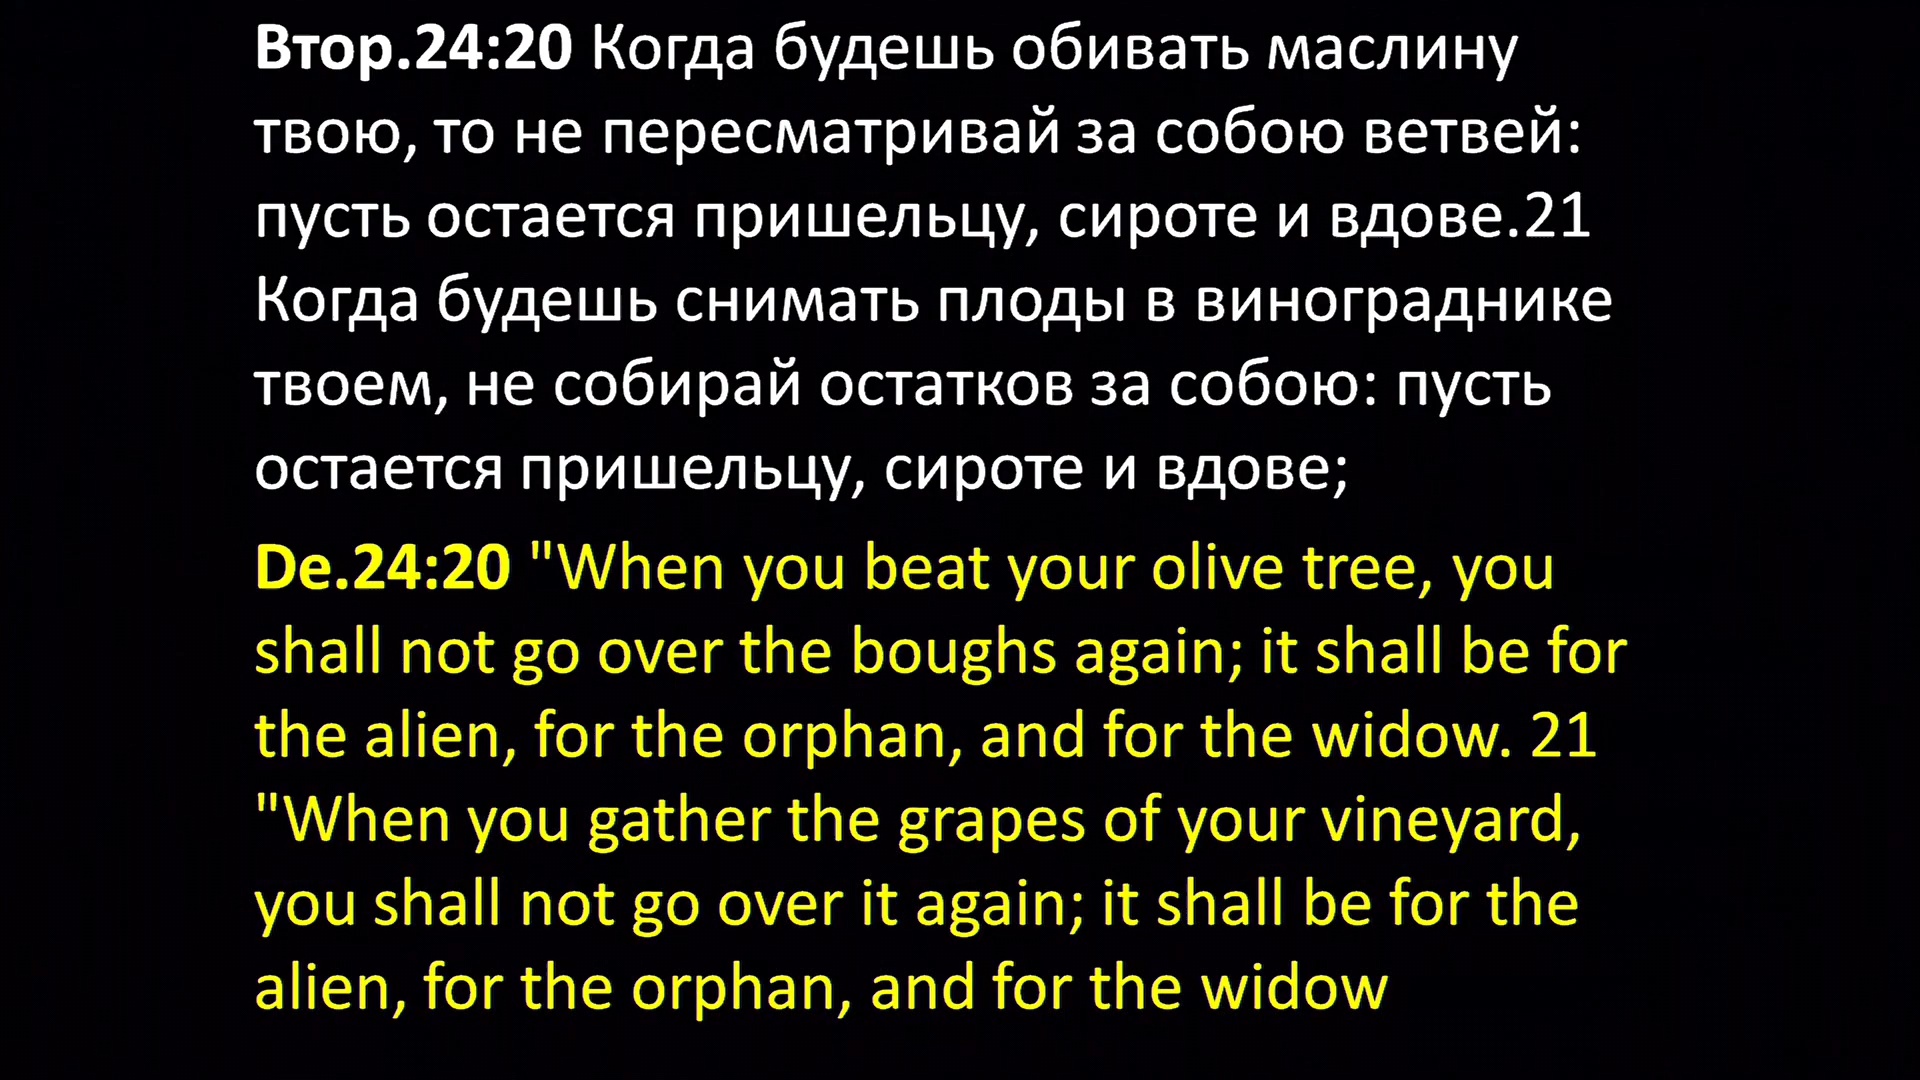 Втор.24:20 Когда будешь обивать маслину
твою, то не пересматривай за собою ветвей:
пусть остается пришельцу, сироте и вдове.21
Когда будешь снимать плоды в винограднике
твоем, не собирай остатков за собою: пусть
остается пришельцу, сироте и вдове;
De.24:20 "When you beat your olive tree, you
shall not go over the boughs again; it shall be for
the alien, for the orphan, and for the widow. 21
"When you gather the grapes of your vineyard,
you shall not go over it again; it shall be for the
alien, for the orphan, and for the widow